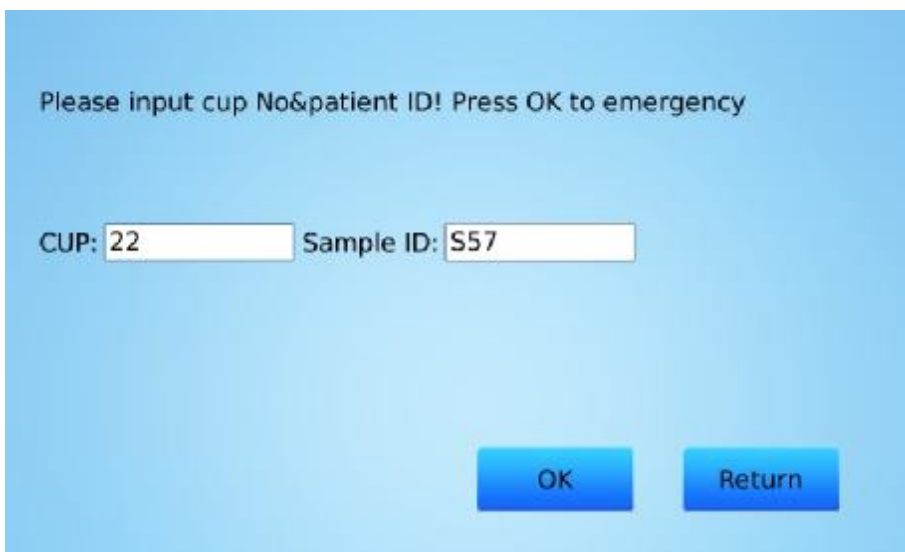 Please input cup No&patient ID! Press OK to emergency
CUP: 22 Sample ID: S57
OK Return